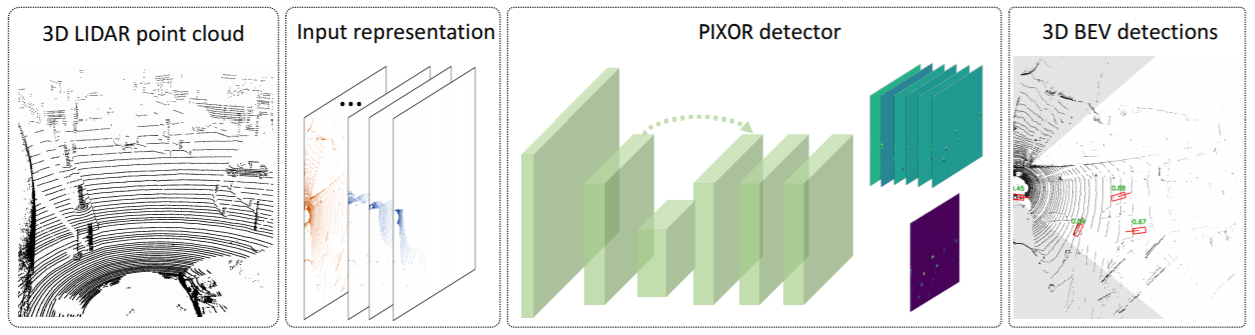 3D LIDAR point cloud
Input representation
PIXOR detector
3D BEV detections
...
0.88
0.67